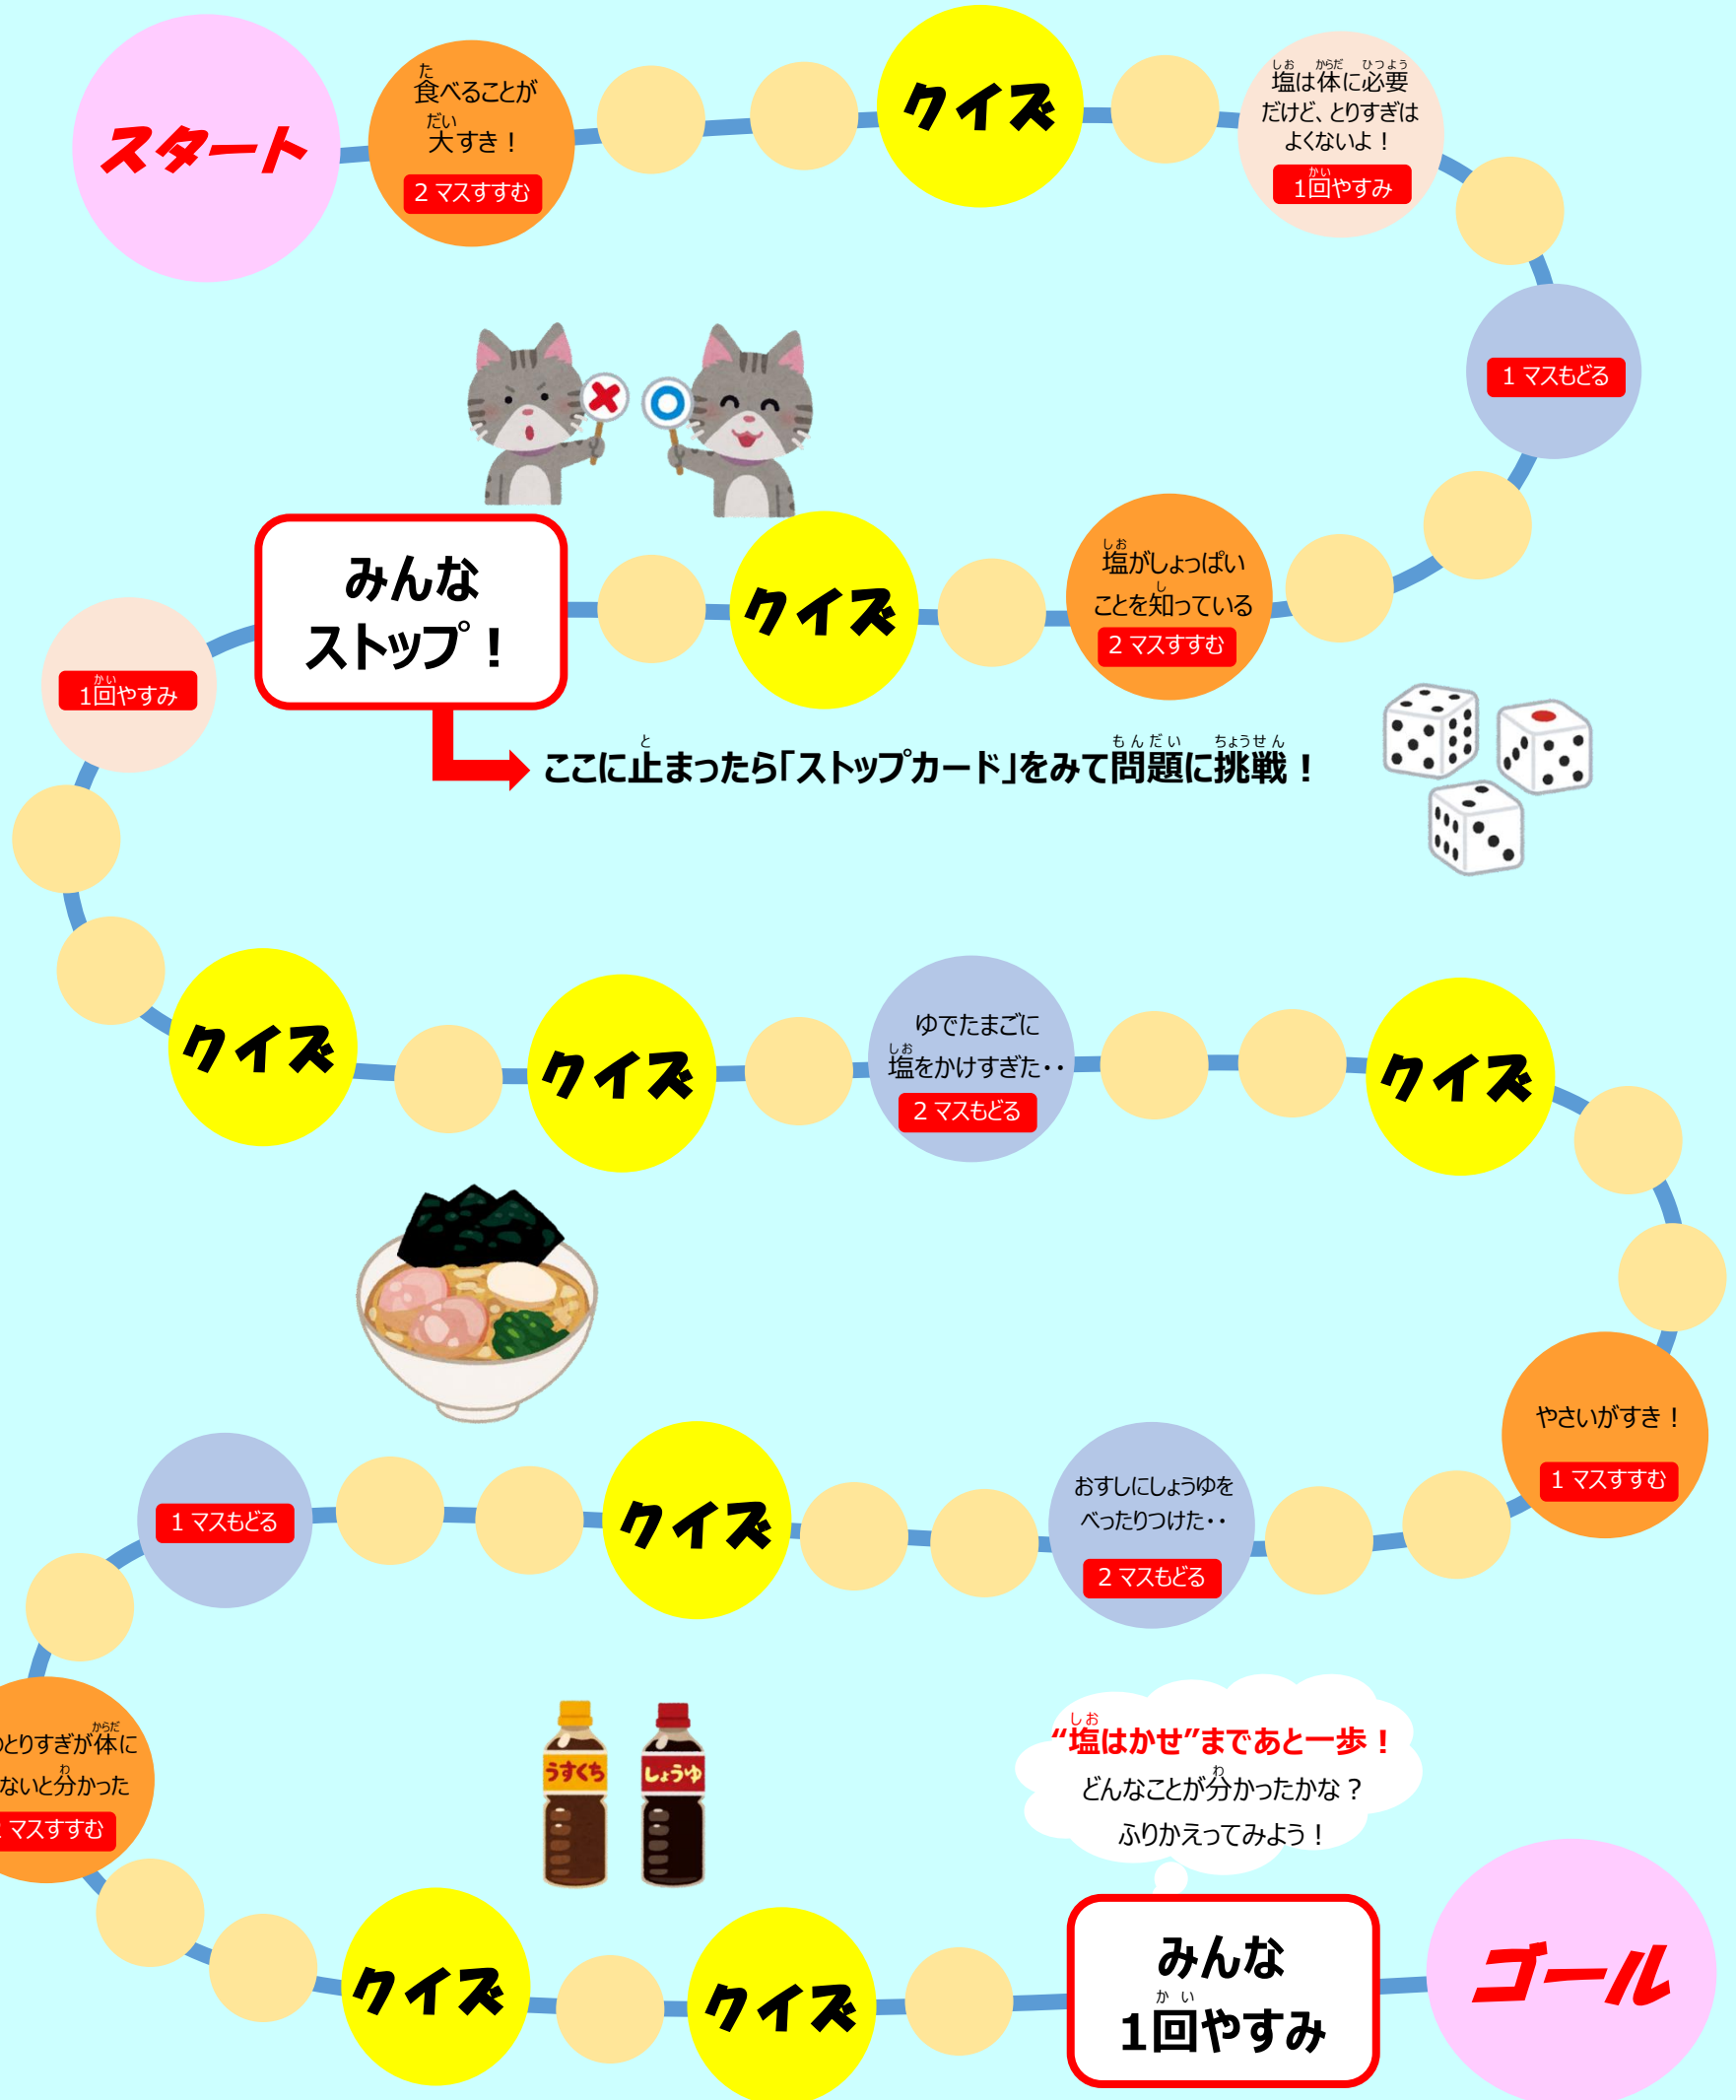 スタート
食べることが
大すき！
2 マスすすむ
クイズ
塩は体に必要
だけど、とりすぎは
よくないよ！
1回やすみ
1 マスもどる
塩がしょっぱい
ことを知っている
2 マスすすむ
クイズ
みんな
ストップ！
ここに止まったら「ストップカード」をみて問題に挑戦！
1回やすみ
クイズ
クイズ
ゆでたまごに
塩をかけすぎた・・
2 マスもどる
クイズ
やさいがすき！
1 マスすすむ
おすしにしょうゆを
べったりつけた・・
2 マスもどる
クイズ
1 マスもどる
とりすぎが体に
ないと分かった
マスすすむ
うすくち
しょうゆ
クイズ
クイズ
“塩はかせ”まであと一歩！
どんなことが分かったかな？
ふりかえってみよう！
みんな
1回やすみ
ゴール